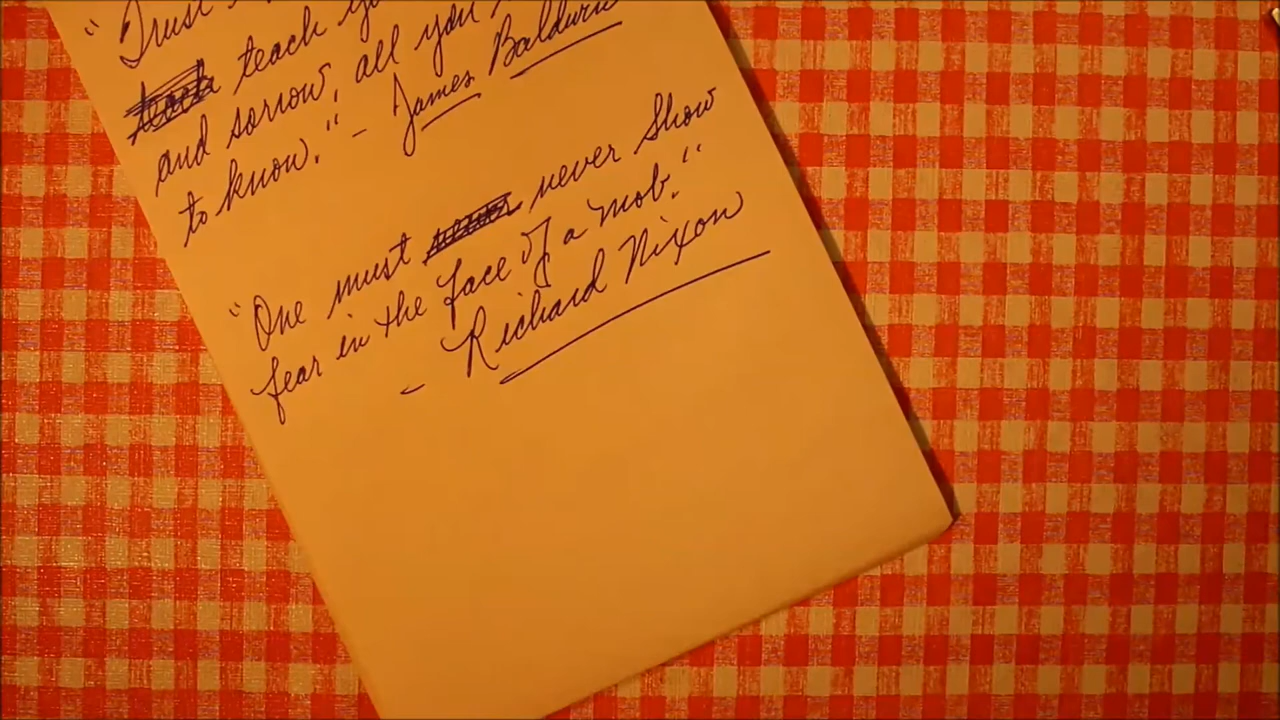 "Trust
teach
and sorrow, all you
to know." - James Baldwin
"One must never Show
fear in the face of a mob."
- Richard Nixon